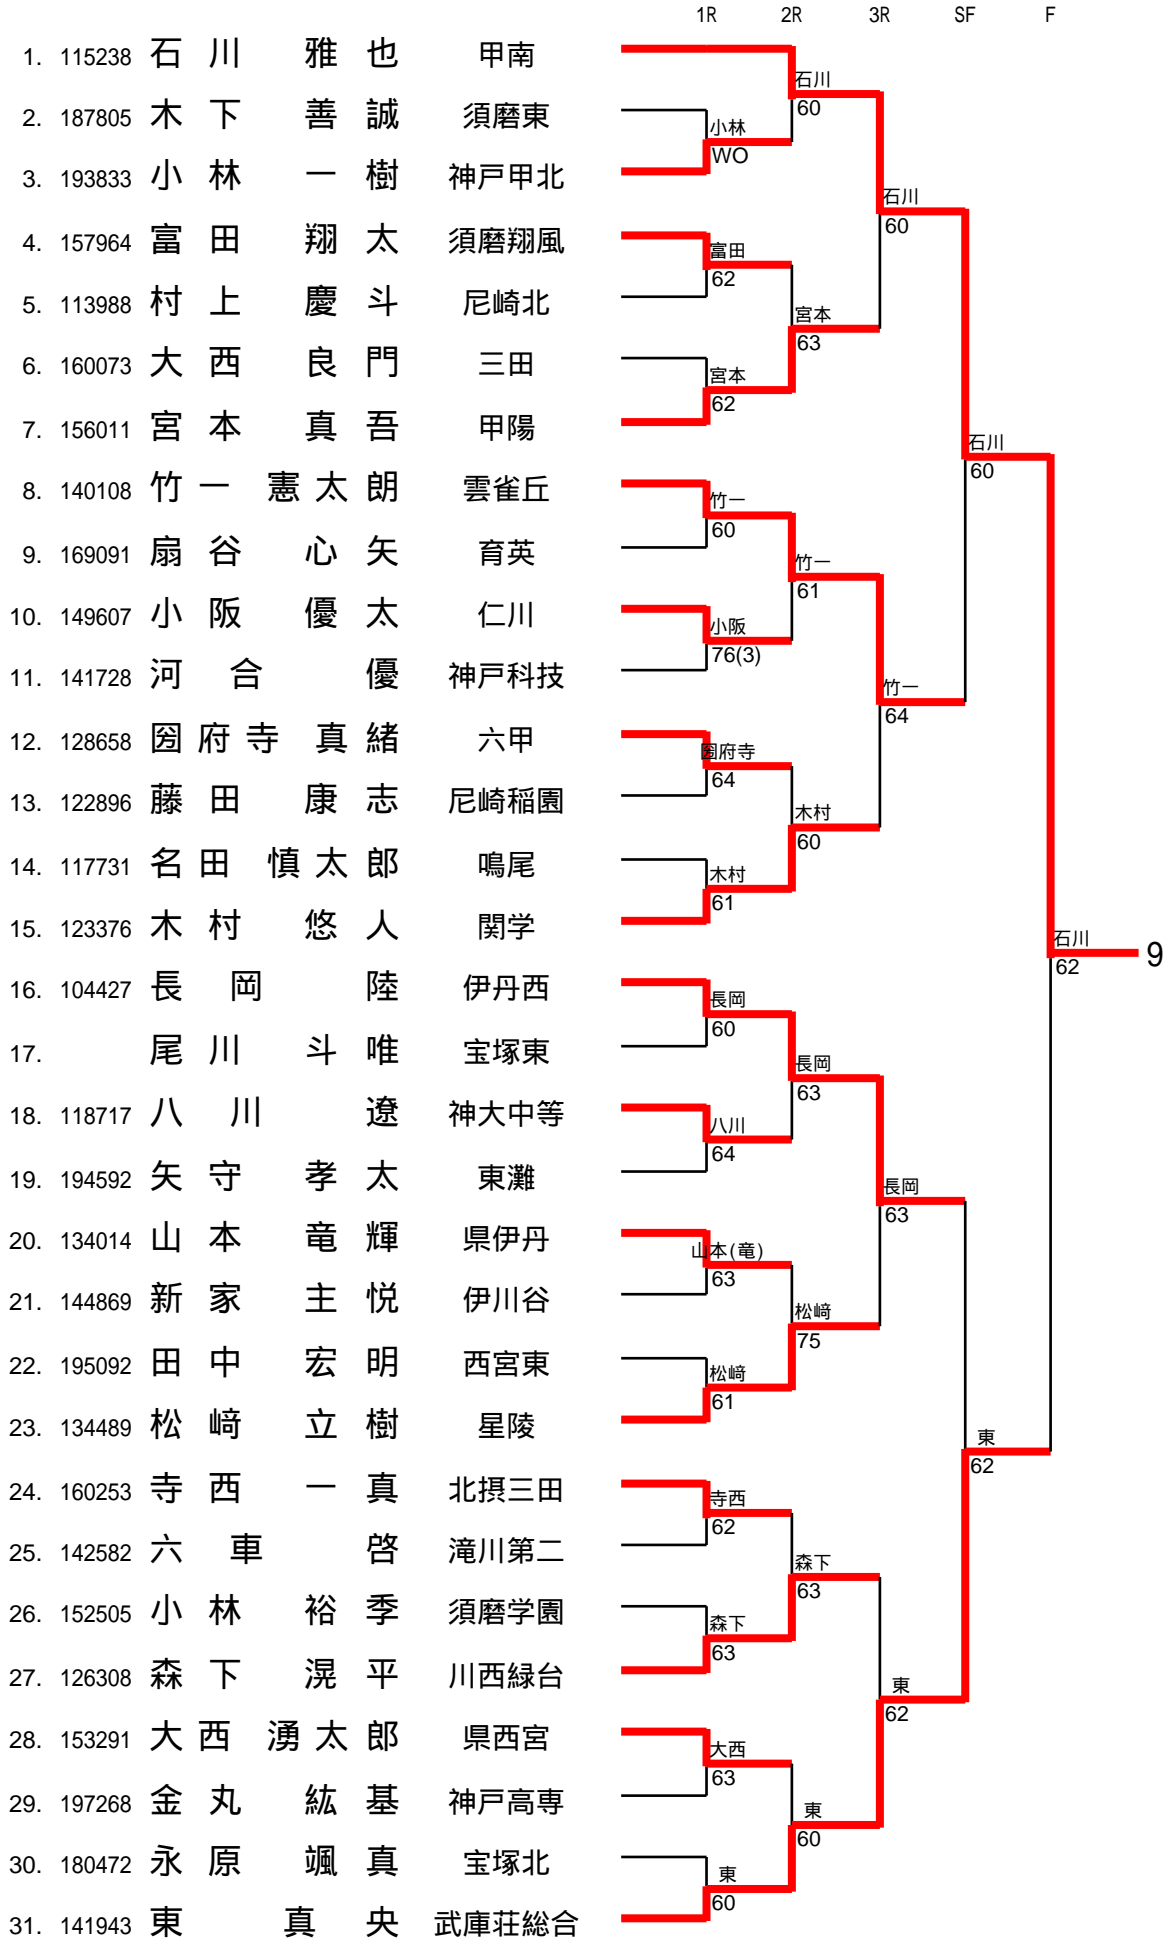 1R 2R 3R SF F
1. 115238 石川 雅也 甲南
石川
2. 187805 木下 善誠 須磨東
60
小林
WO
3. 193833 小林 一樹 神戸甲北
石川
60
4. 157964 富田 翔太 須磨翔風
富田
62
5. 113988 村上 慶斗 尼崎北
宮本
63
6. 160073 大西 良門 三田
宮本
62
7. 156011 宮本 真吾 甲陽
石川
60
8. 140108 竹一 憲太朗 雲雀丘
竹一
60
9. 169091 扇谷 心矢 育英
竹一
61
10. 149607 小阪 優太 仁川
小阪
76(3)
11. 141728 河合 優 神戸科技
竹一
64
12. 128658 圀府寺 真緒 六甲
圀府寺
64
13. 122896 藤田 康志 尼崎稲園
木村
60
14. 117731 名田 慎太郎 鳴尾
木村
61
15. 123376 木村 悠人 関学
石川
62
9
16. 104427 長岡 陸 伊丹西
長岡
60
17. 尾川 斗唯 宝塚東
長岡
63
18. 118717 八川 遼 神大中等
八川
64
19. 194592 矢守 孝太 東灘
長岡
63
20. 134014 山本 竜輝 県伊丹
山本(竜)
63
21. 144869 新家 主悦 伊川谷
松﨑
75
22. 195092 田中 宏明 西宮東
松﨑
61
23. 134489 松﨑 立樹 星陵
東
62
24. 160253 寺西 一真 北摂三田
寺西
62
25. 142582 六車 啓 滝川第二
森下
63
26. 152505 小林 裕季 須磨学園
森下
63
27. 126308 森下 滉平 川西緑台
東
62
28. 153291 大西 湧太郎 県西宮
大西
63
29. 197268 金丸 紘基 神戸高専
東
60
30. 180472 永原 颯真 宝塚北
東
60
31. 141943 東 真央 武庫荘総合